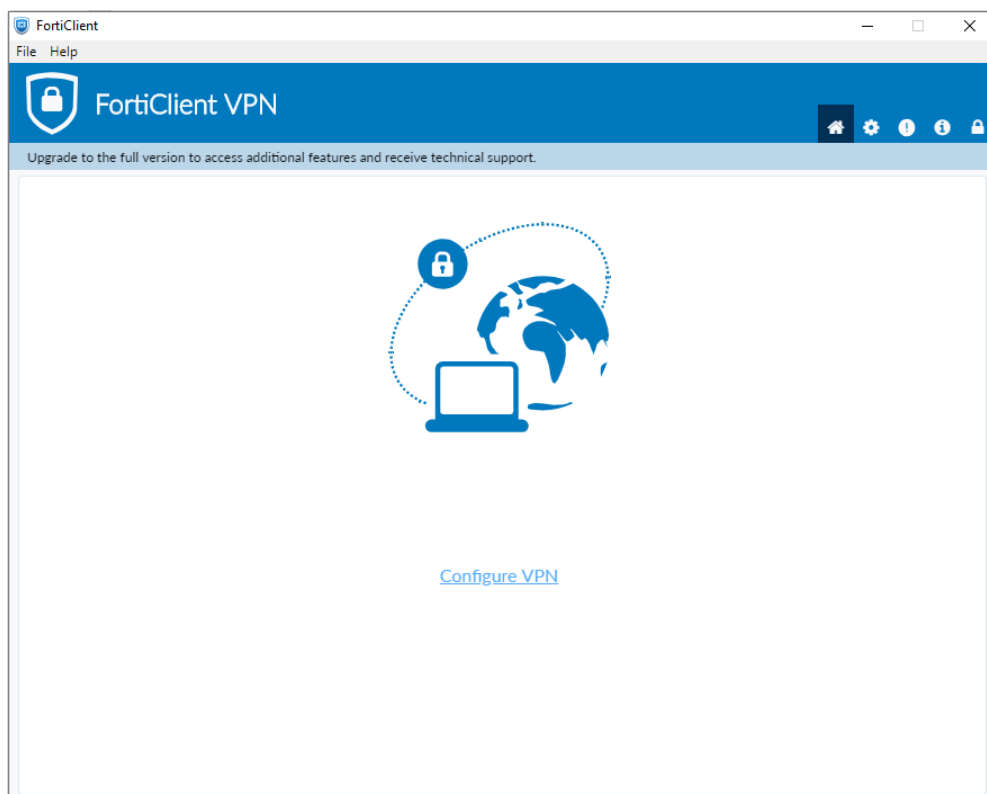 FortiClient
File Help
FortiClient VPN
Upgrade to the full version to access additional features and receive technical support.
Configure VPN